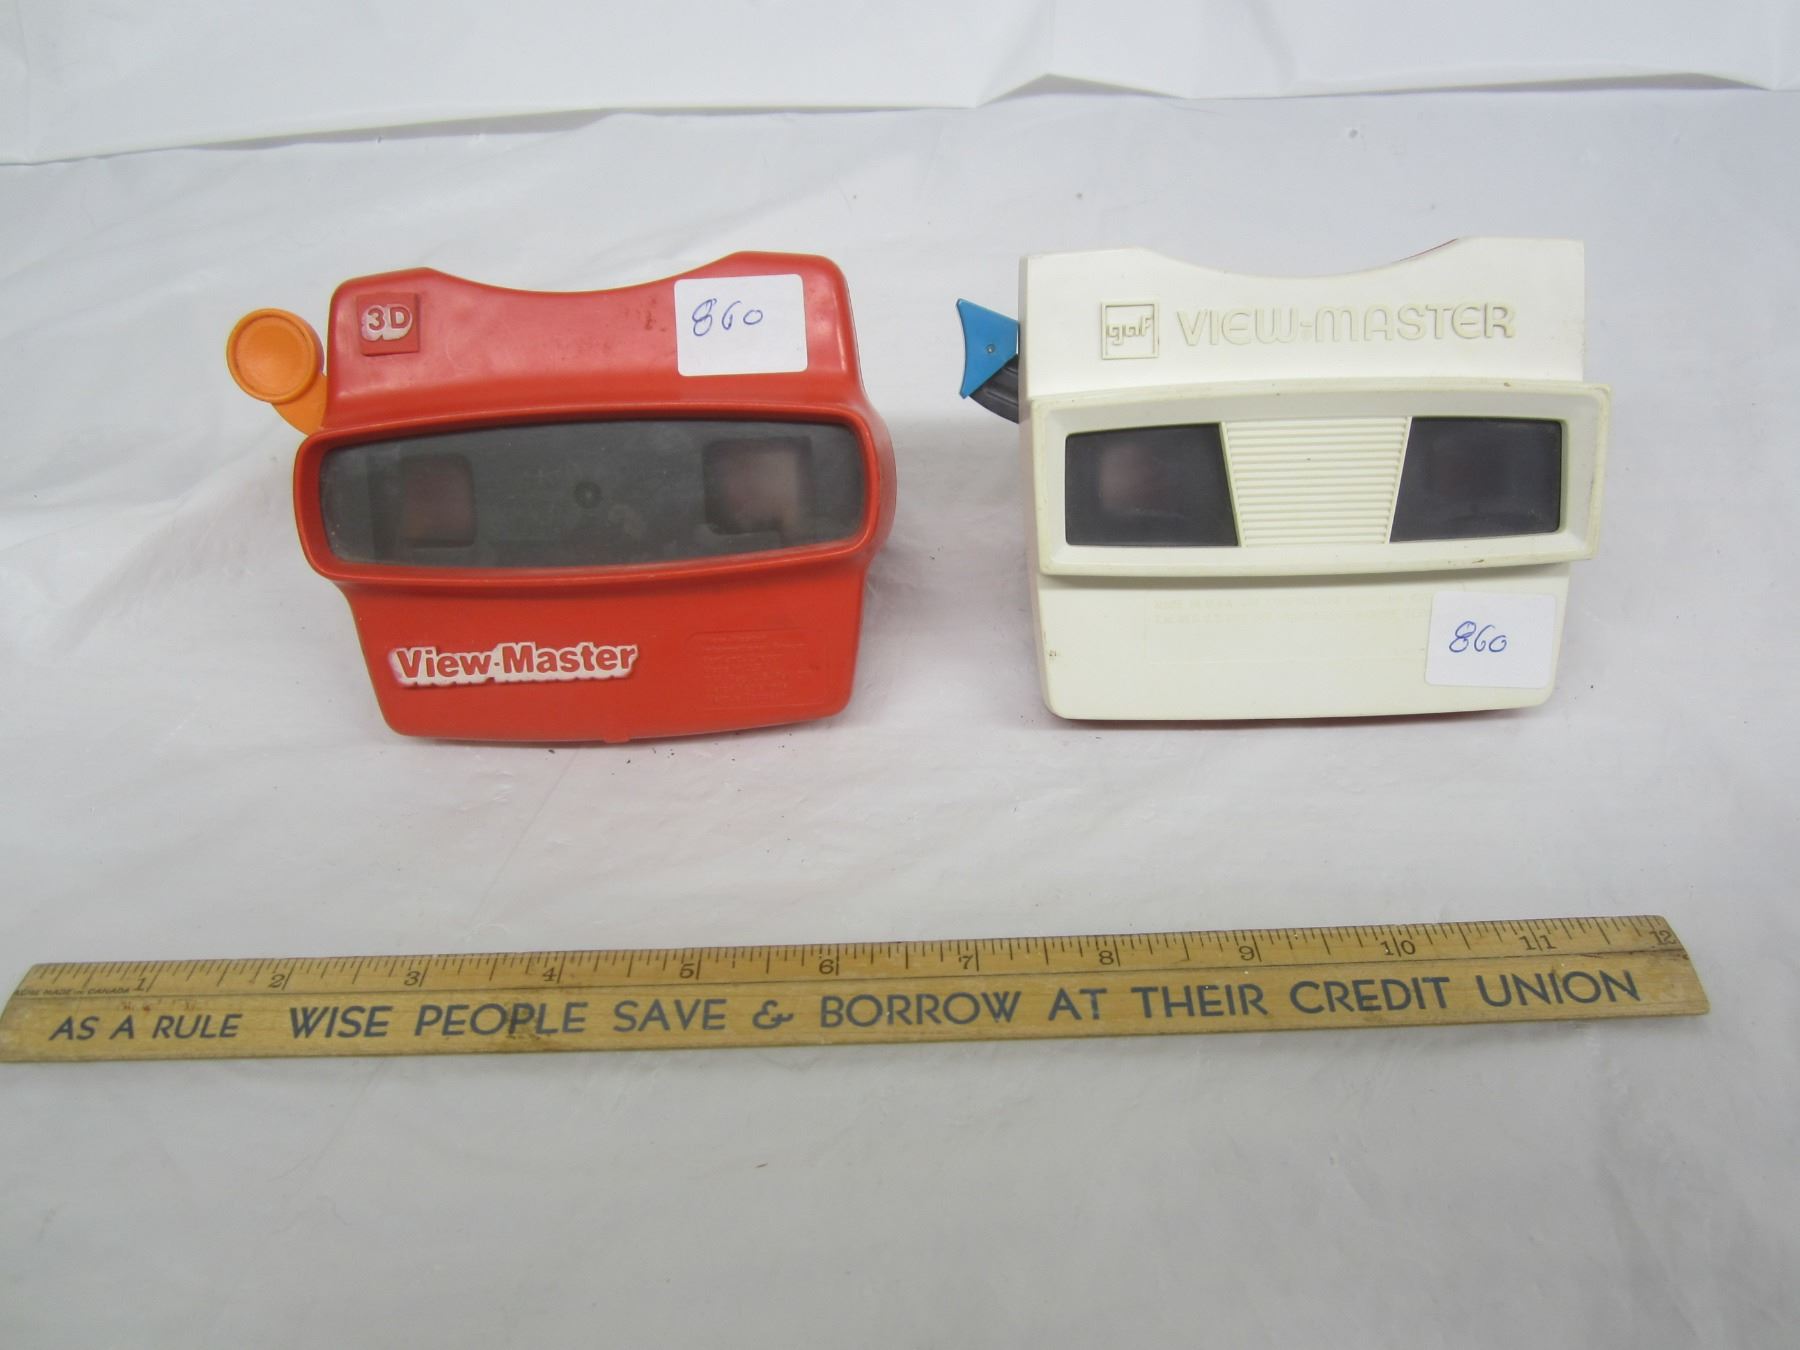 3D
860
View-Master
gaf VIEW-MASTER
860
1 2 3 4 5 6 7 8 9 10 11 12
ACME MADE IN CANADA
AS A RULE WISE PEOPLE SAVE & BORROW AT THEIR CREDIT UNION